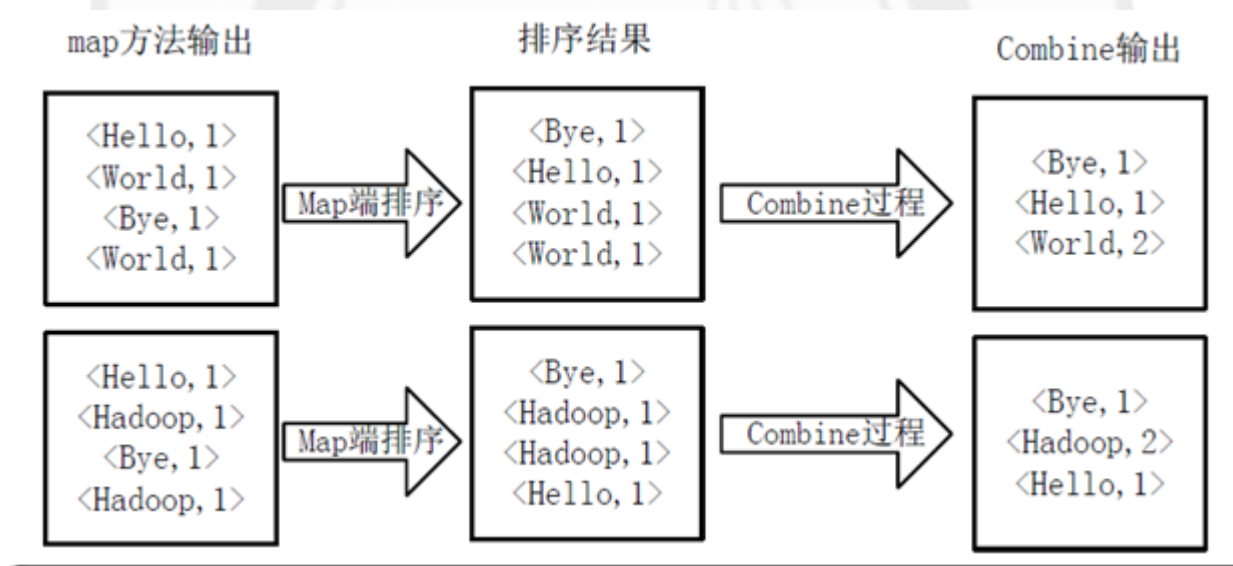 map方法输出
排序结果
Combine输出
<Hello,1>
<World,1>
<Bye,1>
<World,1>
Map端排序
<Bye,1>
<Hello,1>
<World,1>
<World,1>
Combine过程
<Bye,1>
<Hello,1>
<World,2>
<Hello,1>
<Hadoop,1>
<Bye,1>
<Hadoop,1>
Map端排序
<Bye,1>
<Hadoop,1>
<Hadoop,1>
<Hello,1>
Combine过程
<Bye,1>
<Hadoop,2>
<Hello,1>